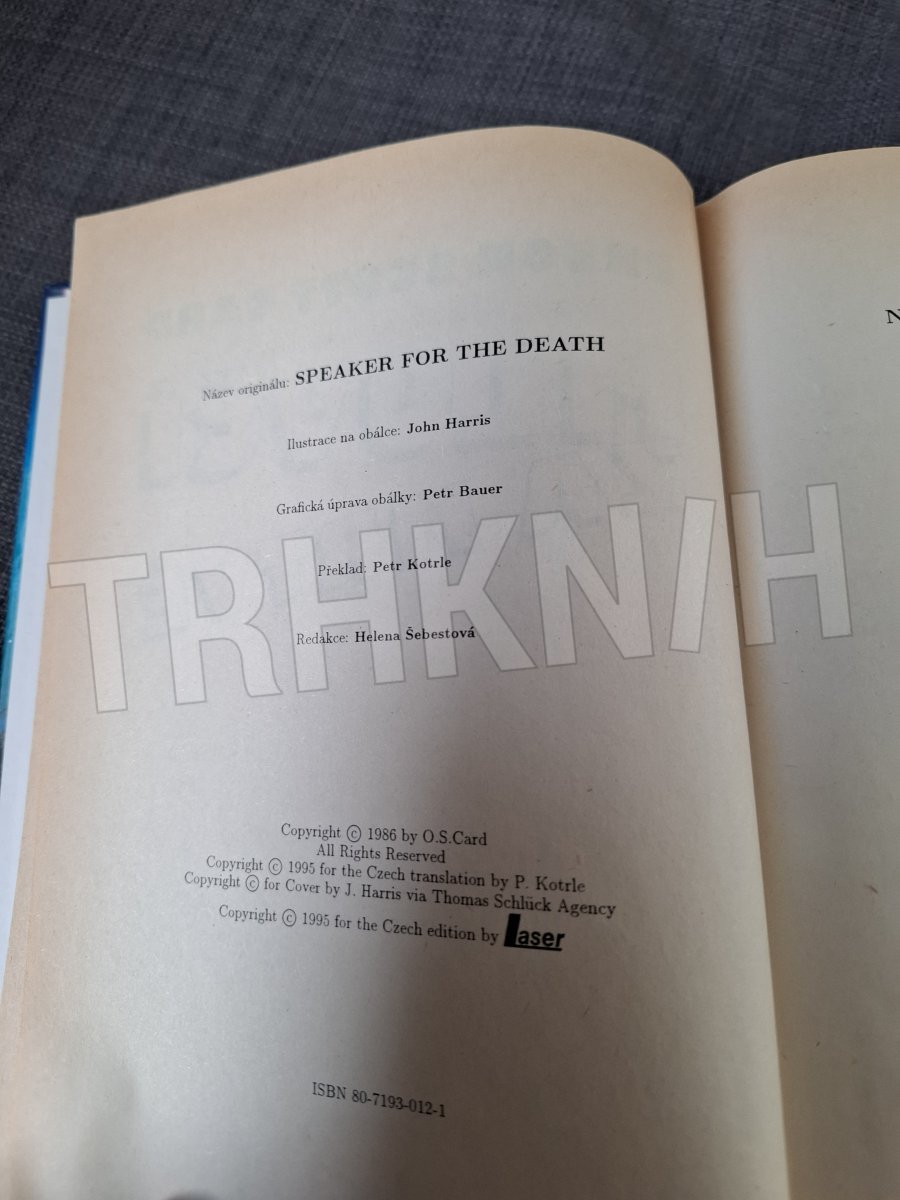 Název originálu: SPEAKER FOR THE DEATH
Ilustrace na obálce: John Harris
Grafická úprava obálky: Petr Bauer
TRHKNIH
Překlad: Petr Kotrle
Redakce: Helena Šebestová
Copyright © 1986 by O.S.Card
All Rights Reserved
Copyright © 1995 for the Czech translation by P. Kotrle
Copyright © for Cover by J. Harris via Thomas Schlück Agency
Copyright © 1995 for the Czech edition by Laser
ISBN 80-7193-012-1
N